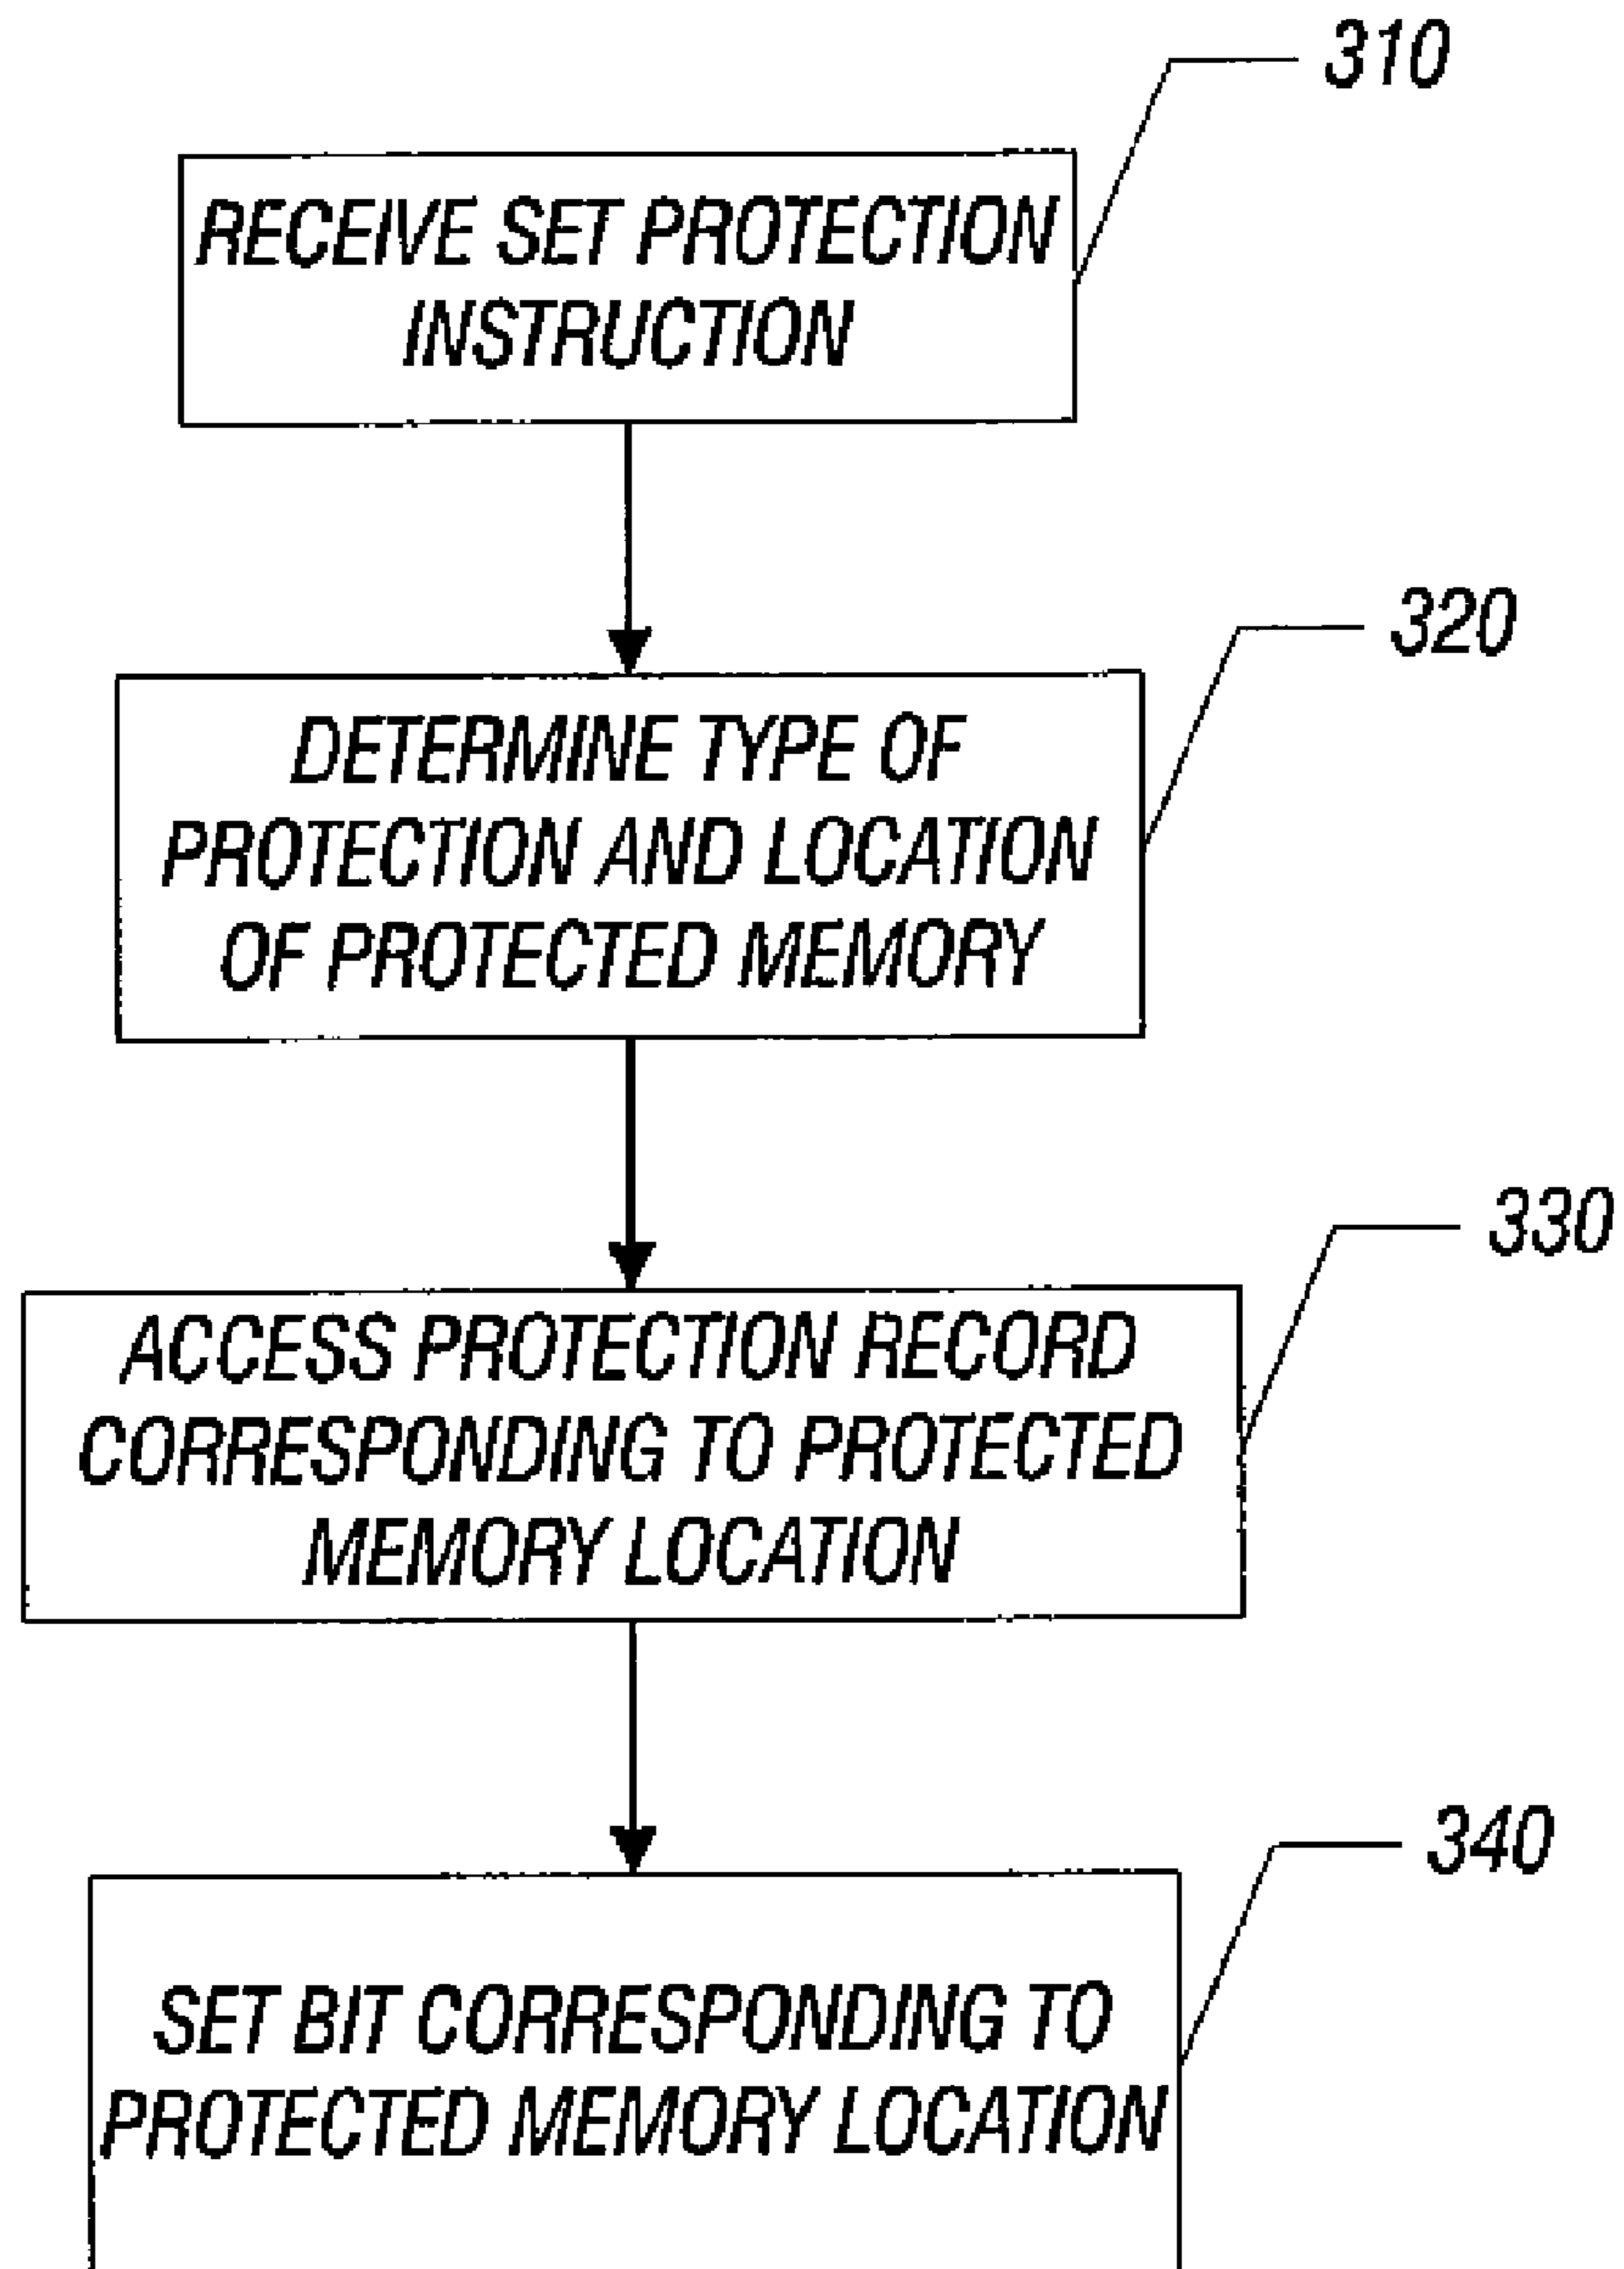 310
RECEIVE SET PROTECTION
INSTRUCTION
320
DETERMINE TYPE OF
PROTECTION AND LOCATION
OF PROTECTED MEMORY
330
ACCESS PROTECTION RECORD
CORRESPONDING TO PROTECTED
MEMORY LOCATION
340
SET BIT CORRESPONDING TO
PROTECTED MEMORY LOCATION